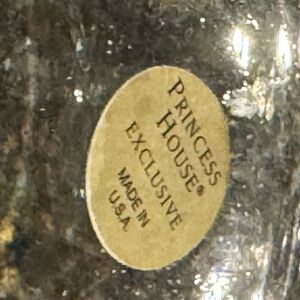 PRINCESS
HOUSE®
EXCLUSIVE
MADE IN
U.S.A.